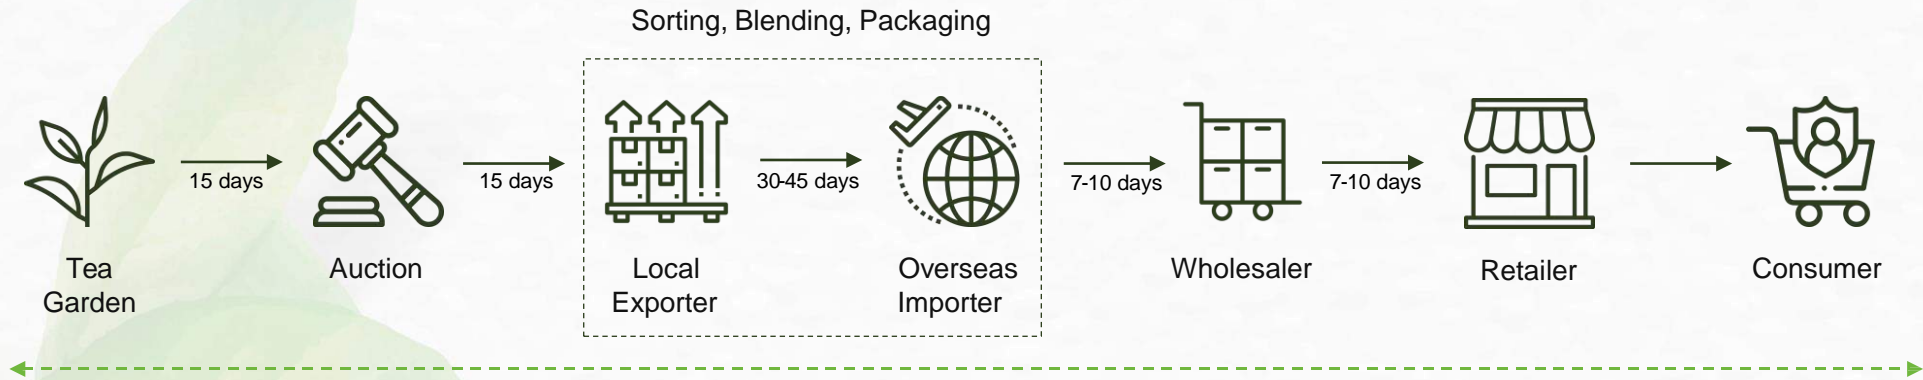 Sorting, Blending, Packaging
15 days
15 days
30-45 days
7-10 days
7-10 days
Tea
Garden
Auction
Local
Exporter
Overseas
Importer
Wholesaler
Retailer
Consumer